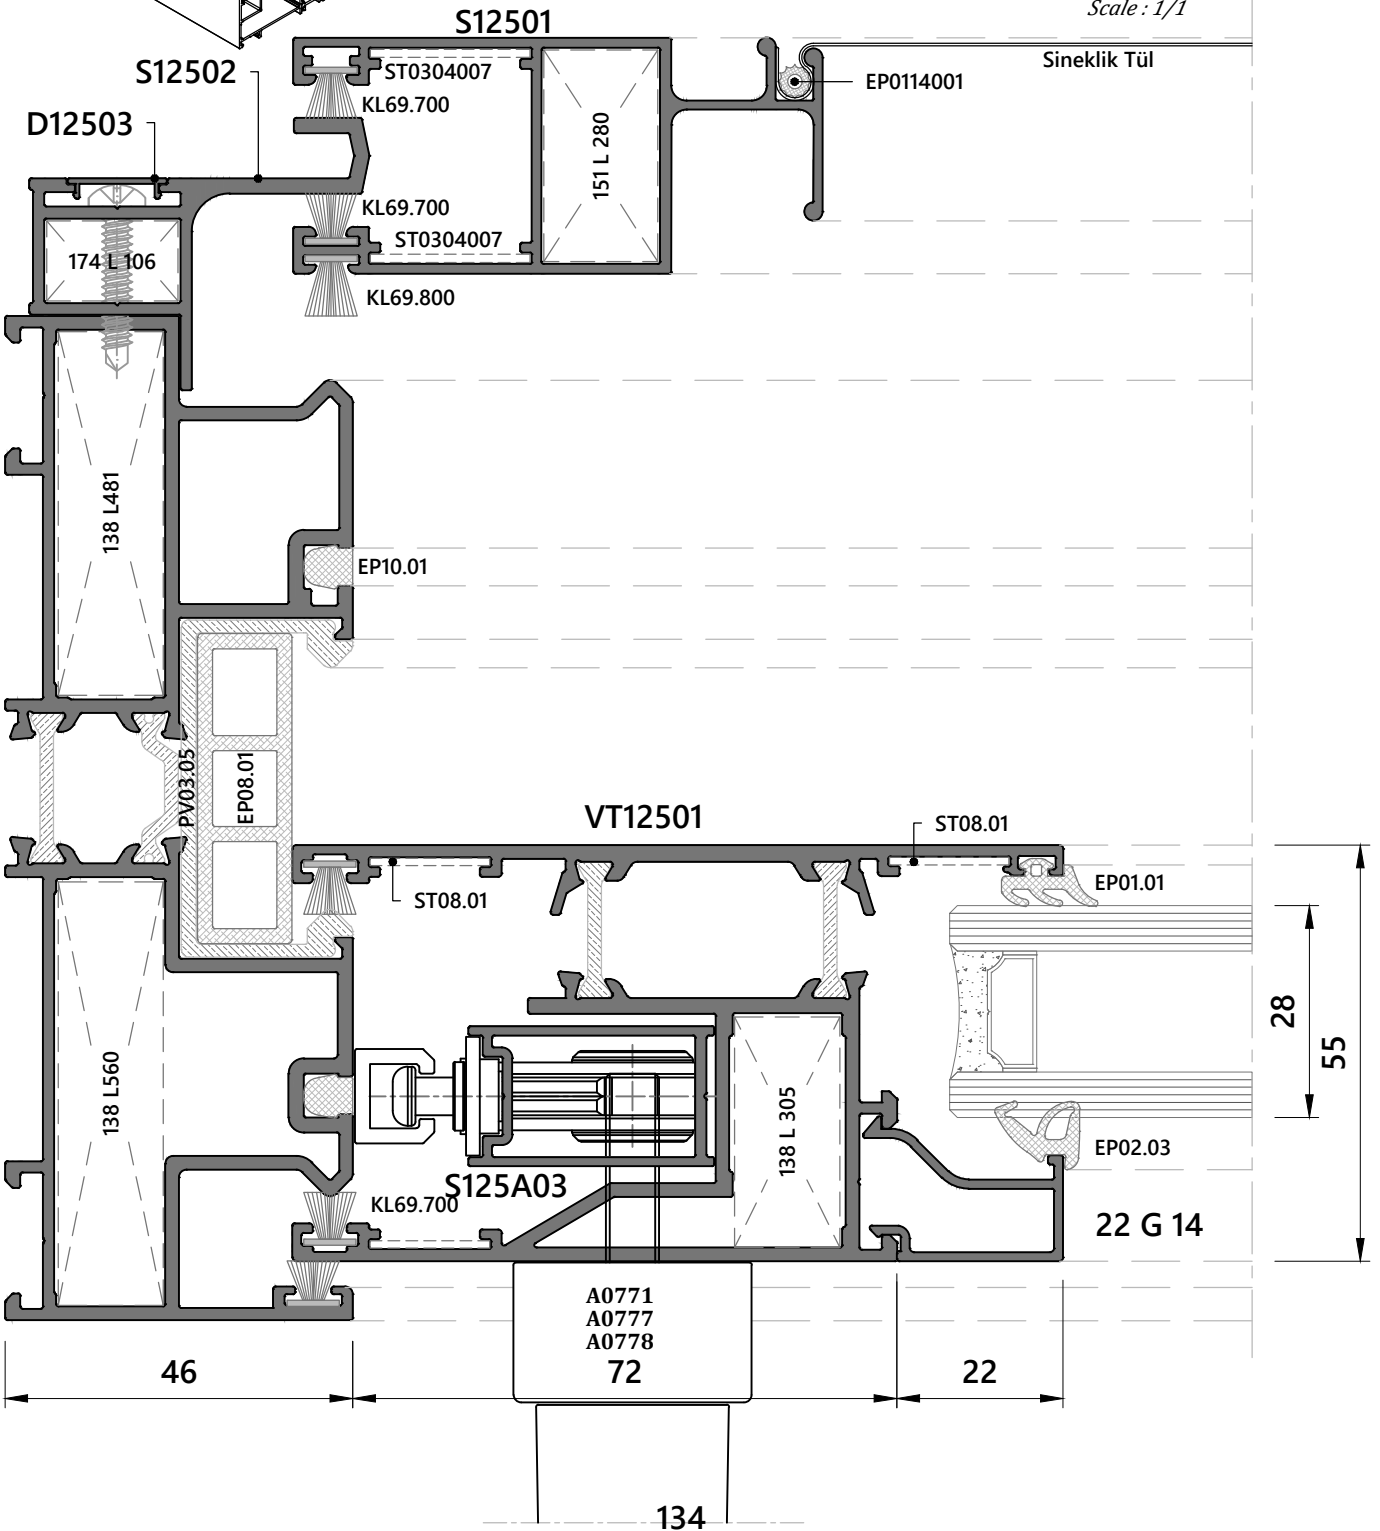 Scale : 1/1
S12501
Sineklik Tül
S12502
ST0304007
EP0114001
KL69.700
D12503
151 L 280
KL69.700
ST0304007
174 L 106
KL69.800
138 L481
EP10.01
PV03.05
EP08.01
VT12501
ST08.01
EP01.01
ST08.01
28
55
138 L560
138 L 305
EP02.03
S125A03
KL69.700
22 G 14
A0771
A0777
A0778
46
72
22
134